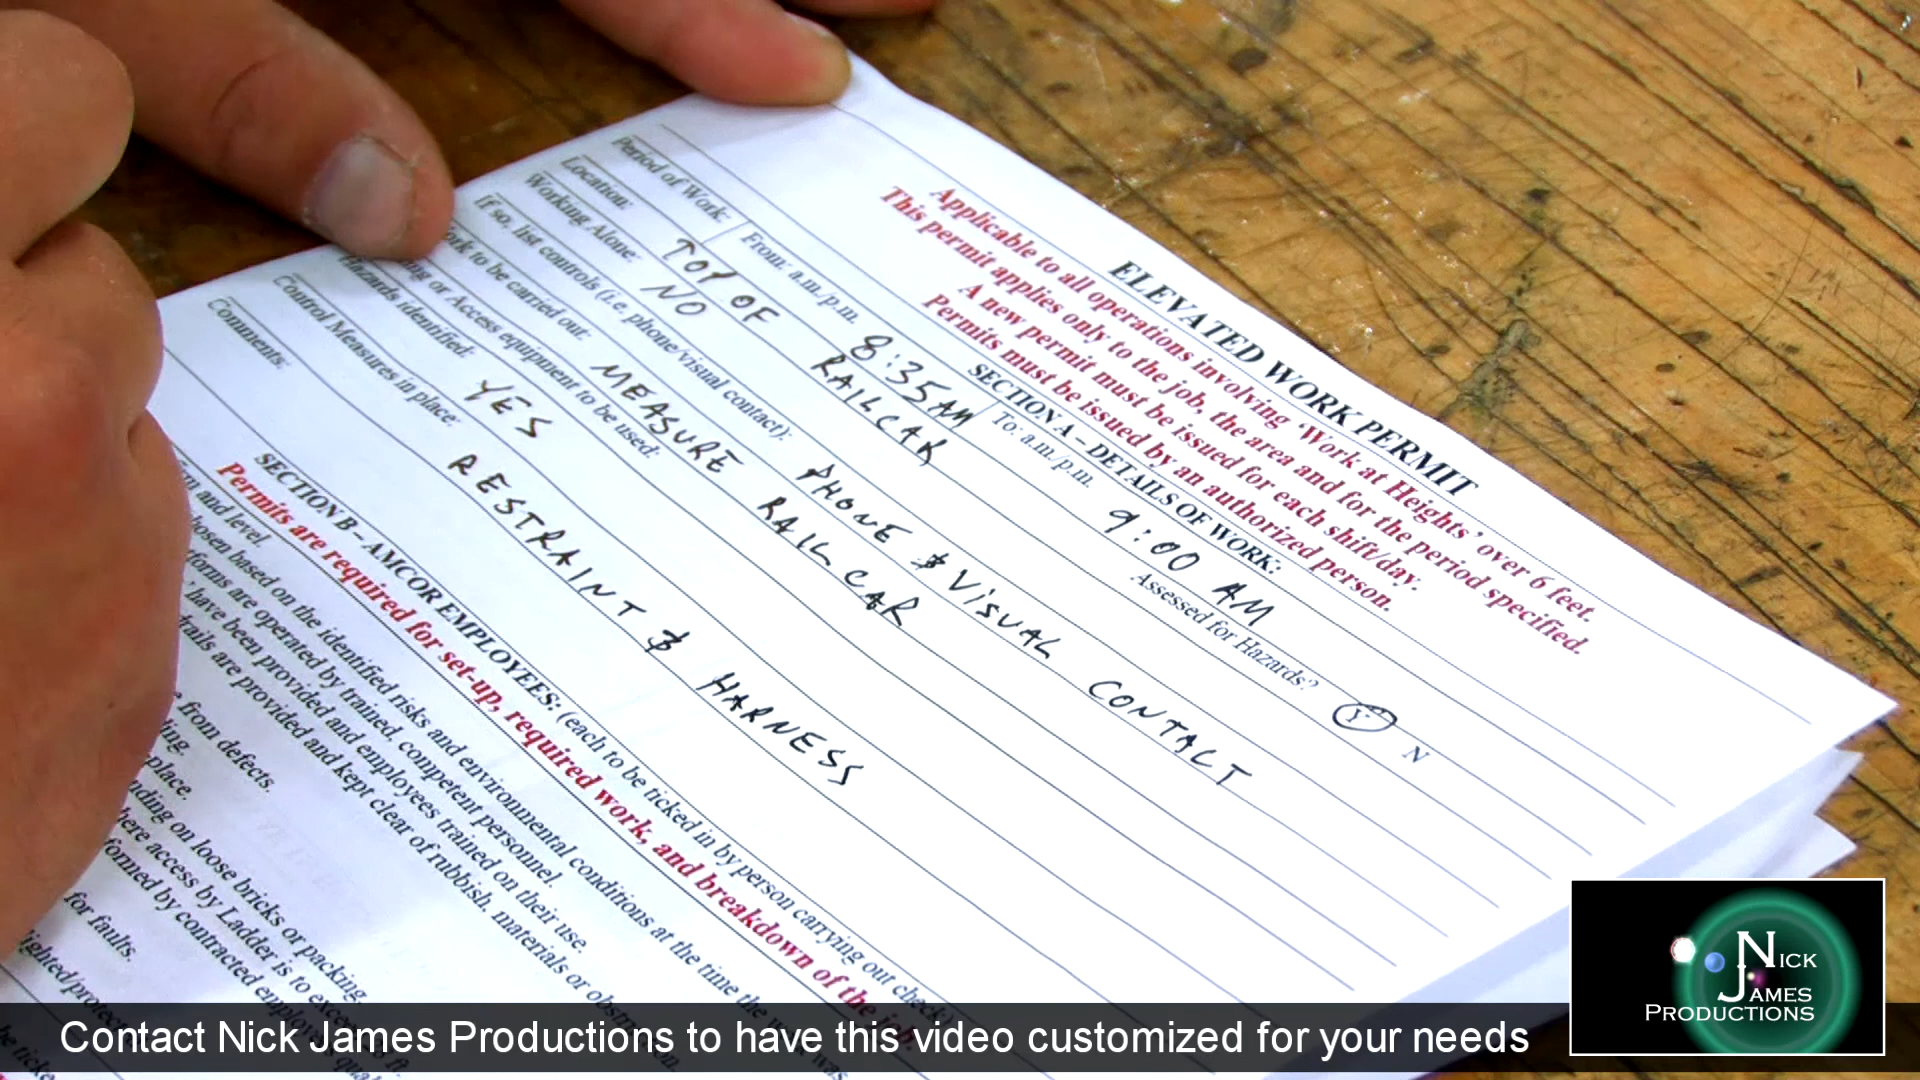 ELEVATED WORK PERMIT
Applicable to all operations involving ‘Work at Heights’ over 6 feet.
This permit applies only to the job, the area and for the period specified.
A new permit must be issued for each shift/day.
Permits must be issued by an authorized person.
SECTION A – DETAILS OF WORK:
Period of Work: From: a.m./p.m. 8:35AM To: a.m./p.m. 9:00 AM
Location: TOP OF RAILCAR Assessed for Hazards? Y N
Working Alone: NO
If so, list controls (i.e. phone/visual contact): PHONE & VISUAL CONTACT
ork to be carried out: MEASURE RAILCAR
ng or Access equipment to be used:
Hazards identified: YES
Control Measures in place: RESTRAINT & HARNESS
Comments:
SECTION B – AMCOR EMPLOYEES: (each to be ticked in by person carrying out check)
Permits are required for set-up, required work, and breakdown of the job.
and level.
based on the identified risks and environmental conditions at the time the
forms are operated by trained, competent personnel.
have been provided and employees trained on their use.
rails are provided and kept clear of rubbish, materials or
from defects.
place.
nding on loose bricks or packing.
here access by Ladder is to
formed by contracted
for faults.
Contact Nick James Productions to have this video customized for your needs
NICK
JAMES
PRODUCTIONS